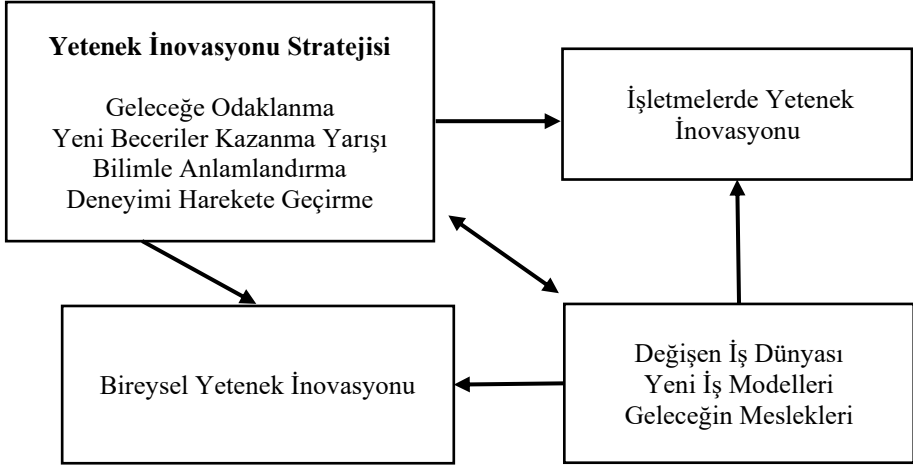 Yetenek İnovasyonu Stratejisi
Geleceğe Odaklanma
Yeni Beceriler Kazanma Yarışı
Bilimle Anlamlandırma
Deneyimi Harekete Geçirme
İşletmelerde Yetenek
İnovasyonu
Bireysel Yetenek İnovasyonu
Değişen İş Dünyası
Yeni İş Modelleri
Geleceğin Meslekleri